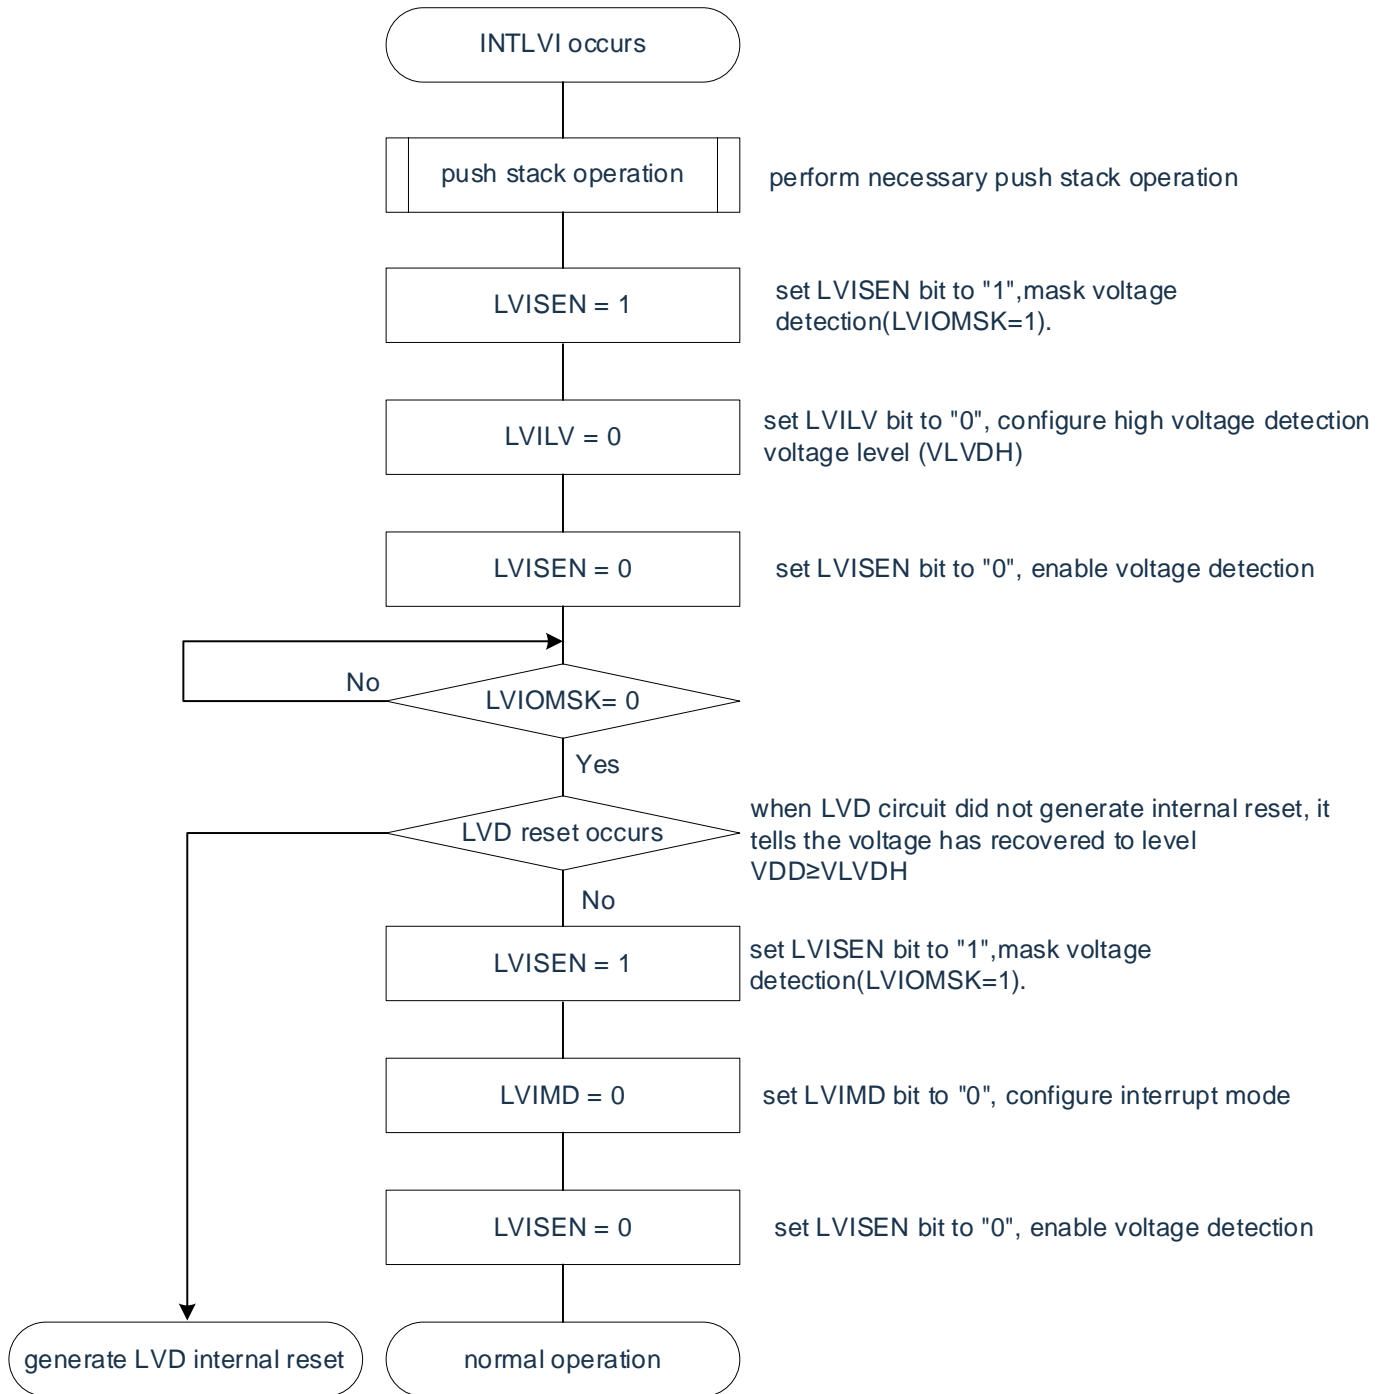 INTLVI occurs
push stack operation
perform necessary push stack operation
LVISEN = 1
set LVISEN bit to "1",mask voltage
detection(LVIOMSK=1).
LVILV = 0
set LVILV bit to "0", configure high voltage detection
voltage level (VLVDH)
LVISEN = 0
set LVISEN bit to "0", enable voltage detection
No
LVIOMSK= 0
Yes
LVD reset occurs
when LVD circuit did not generate internal reset, it
tells the voltage has recovered to level
VDD≥VLVDH
No
LVISEN = 1
set LVISEN bit to "1",mask voltage
detection(LVIOMSK=1).
LVIMD = 0
set LVIMD bit to "0", configure interrupt mode
LVISEN = 0
set LVISEN bit to "0", enable voltage detection
generate LVD internal reset
normal operation